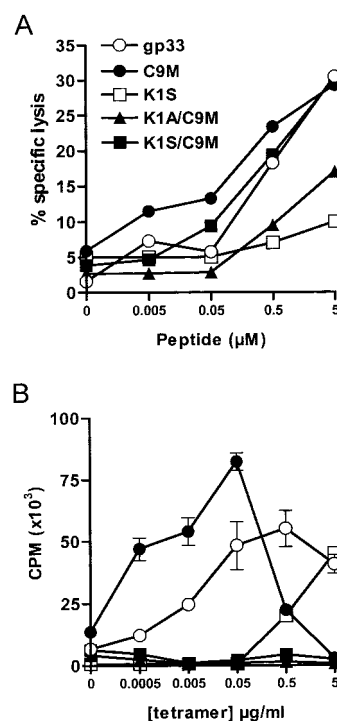 A
gp33
C9M
K1S
K1A/C9M
K1S/C9M
% specific lysis
35
30
25
20
15
10
5
0
0 0.005 0.05 0.5 5
Peptide (μM)
B
CPM (x10³)
100
75
50
25
0
0 0.0005 0.005 0.05 0.5 5
[tetramer] μg/ml